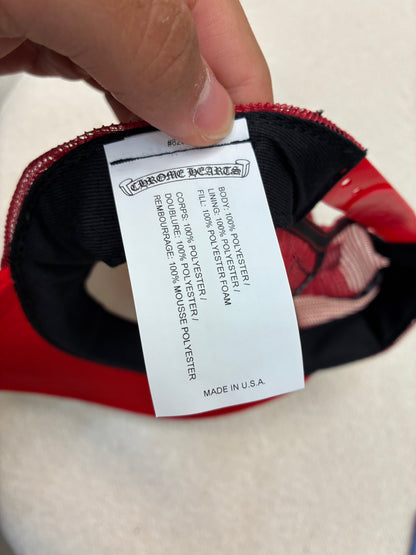 CHROME HEARTS
BODY: 100% POLYESTER /
LINING: 100% POLYESTER /
FILL: 100% POLYESTER FOAM
CORPS: 100% POLYESTER /
DOUBLURE: 100% POLYESTER /
REMBOURRAGE: 100% MOUSSE POLYESTER
MADE IN U.S.A.